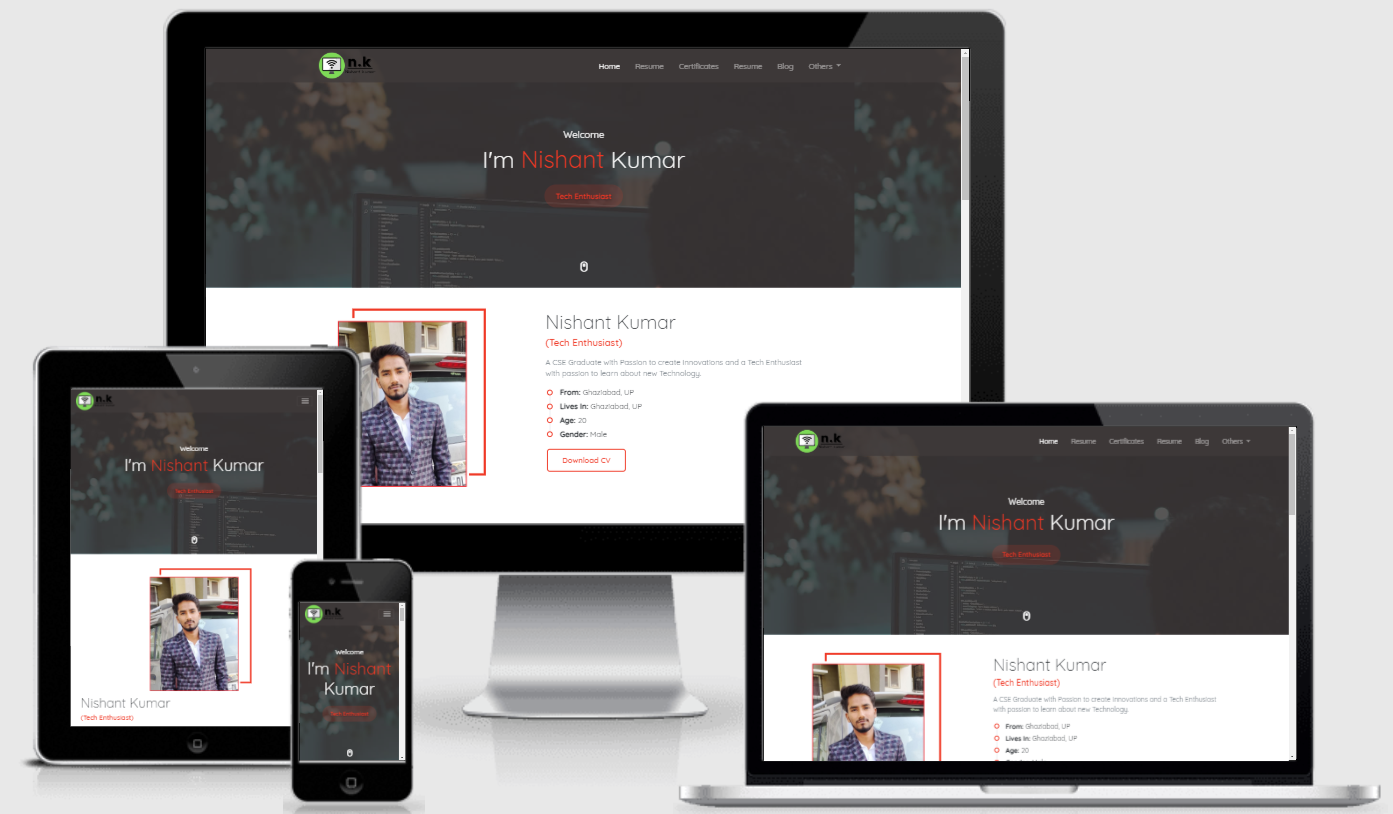 n.k
Home Resume Certificates Resume Blog Others
Welcome
I'm Nishant Kumar
Tech Enthusiast
Nishant Kumar
(Tech Enthusiast)
A CSE Graduate with Passion to create Innovations and a Tech Enthusiast
with passion to learn about new Technology.
From: Ghaziabad, UP
Lives In: Ghaziabad, UP
Age: 20
Gender: Male
Download CV
n.k
Welcome
I'm Nishant Kumar
Tech Enthusiast
Nishant Kumar
(Tech Enthusiast)
n.k
Welcome
I'm Nishant
Kumar
Tech Enthusiast
n.k
Home Resume Certificates Resume Blog Others
Welcome
I'm Nishant Kumar
Tech Enthusiast
Nishant Kumar
(Tech Enthusiast)
A CSE Graduate with Passion to create Innovations and a Tech Enthusiast
with passion to learn about new Technology.
From: Ghaziabad, UP
Lives In: Ghaziabad, UP
Age: 20